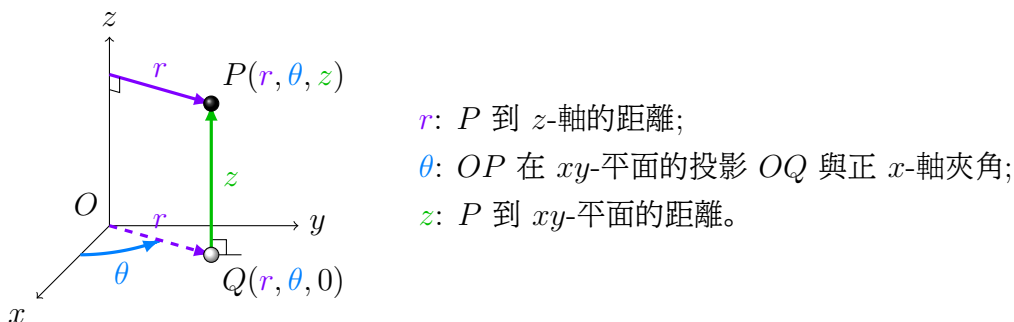 z
r
P(r, θ, z)
r: P 到 z-軸的距離;
θ: OP 在 xy-平面的投影 OQ 與正 x-軸夾角;
z
z: P 到 xy-平面的距離。
O
r
y
θ
Q(r, θ, 0)
x